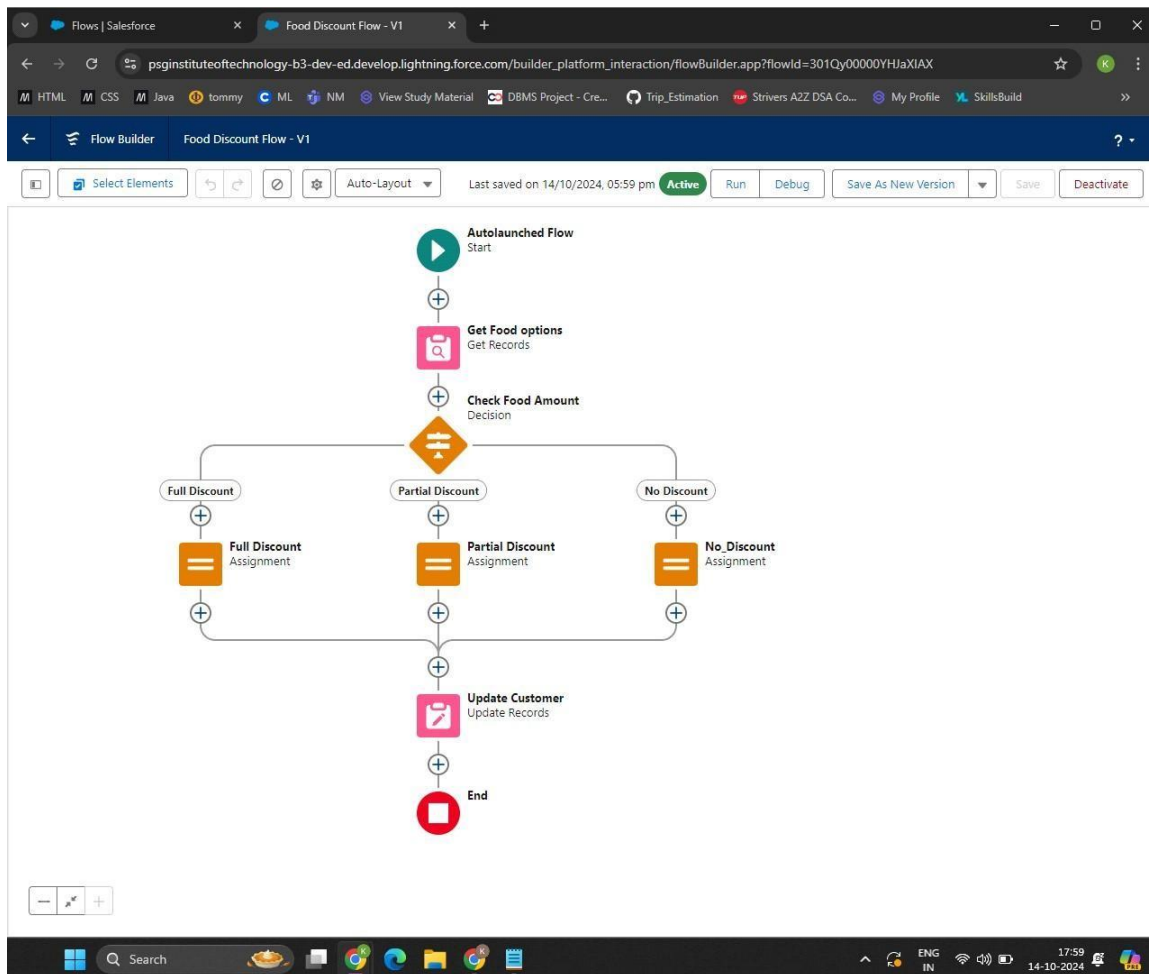 Flows | Salesforce
Food Discount Flow - V1
psginstituteoftechnology-b3-dev-ed.develop.lightning.force.com/builder_platform_interaction/flowBuilder.app?flowId=301Qy00000YHJaXIAX
K
HTML CSS Java tommy ML NM View Study Material DBMS Project - Cre... Trip_Estimation Strivers A2Z DSA Co... My Profile SkillsBuild
Flow Builder Food Discount Flow - V1 ?
Select Elements Auto-Layout Last saved on 14/10/2024, 05:59 pm Active Run Debug Save As New Version Save Deactivate
Autolaunched Flow
Start
Get Food options
Get Records
Check Food Amount
Decision
Full Discount Partial Discount No Discount
Full Discount Partial Discount No_Discount
Assignment Assignment Assignment
Update Customer
Update Records
End
Search
ENG
IN
17:59
14-10-2024